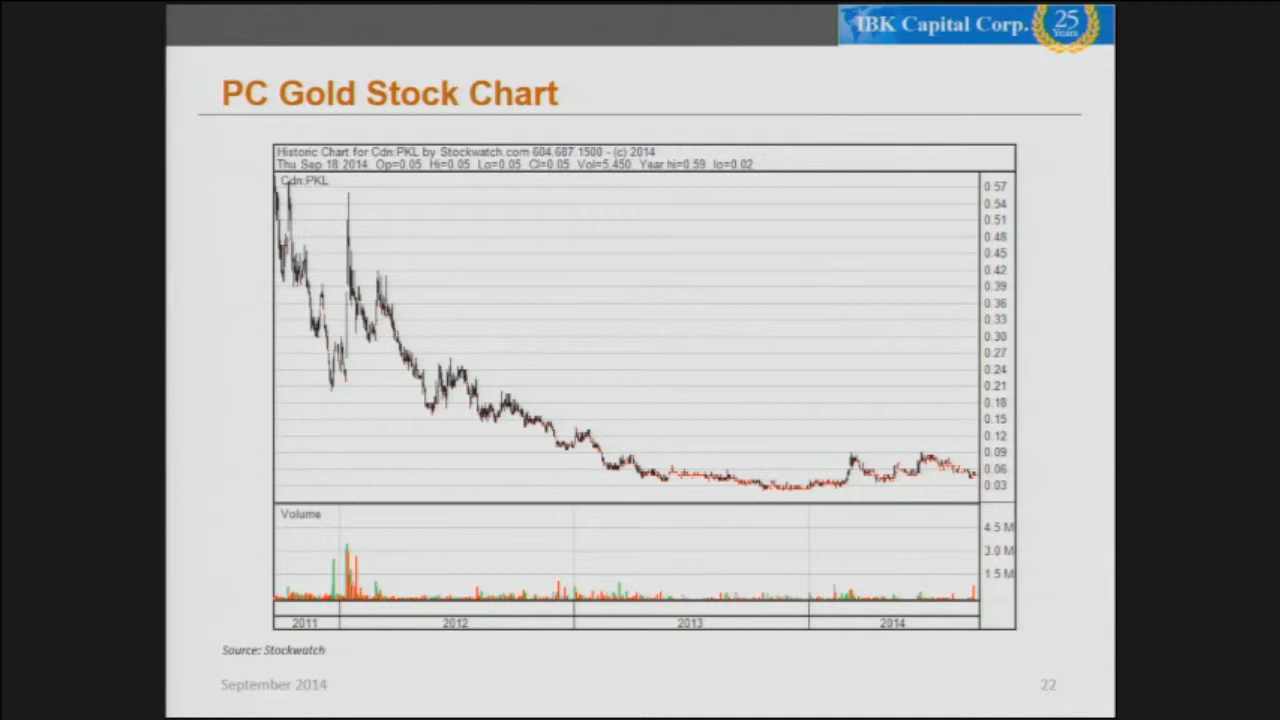 IBK Capital Corp.
25
Years
PC Gold Stock Chart
Historic Chart for Cdn:PKL by Stockwatch.com 604.687.1500 - (c) 2014
Thu Sep 18 2014 Op=0.05 Hi=0.05 Lo=0.05 Cl=0.05 Vol=5,450 Year hi=0.59 lo=0.02
Cdn:PKL
0.57
0.54
0.51
0.48
0.45
0.42
0.39
0.36
0.33
0.30
0.27
0.24
0.21
0.18
0.15
0.12
0.09
0.06
0.03
Volume
4.5 M
3.0 M
1.5 M
2011 2012 2013 2014
Source: Stockwatch
September 2014
22